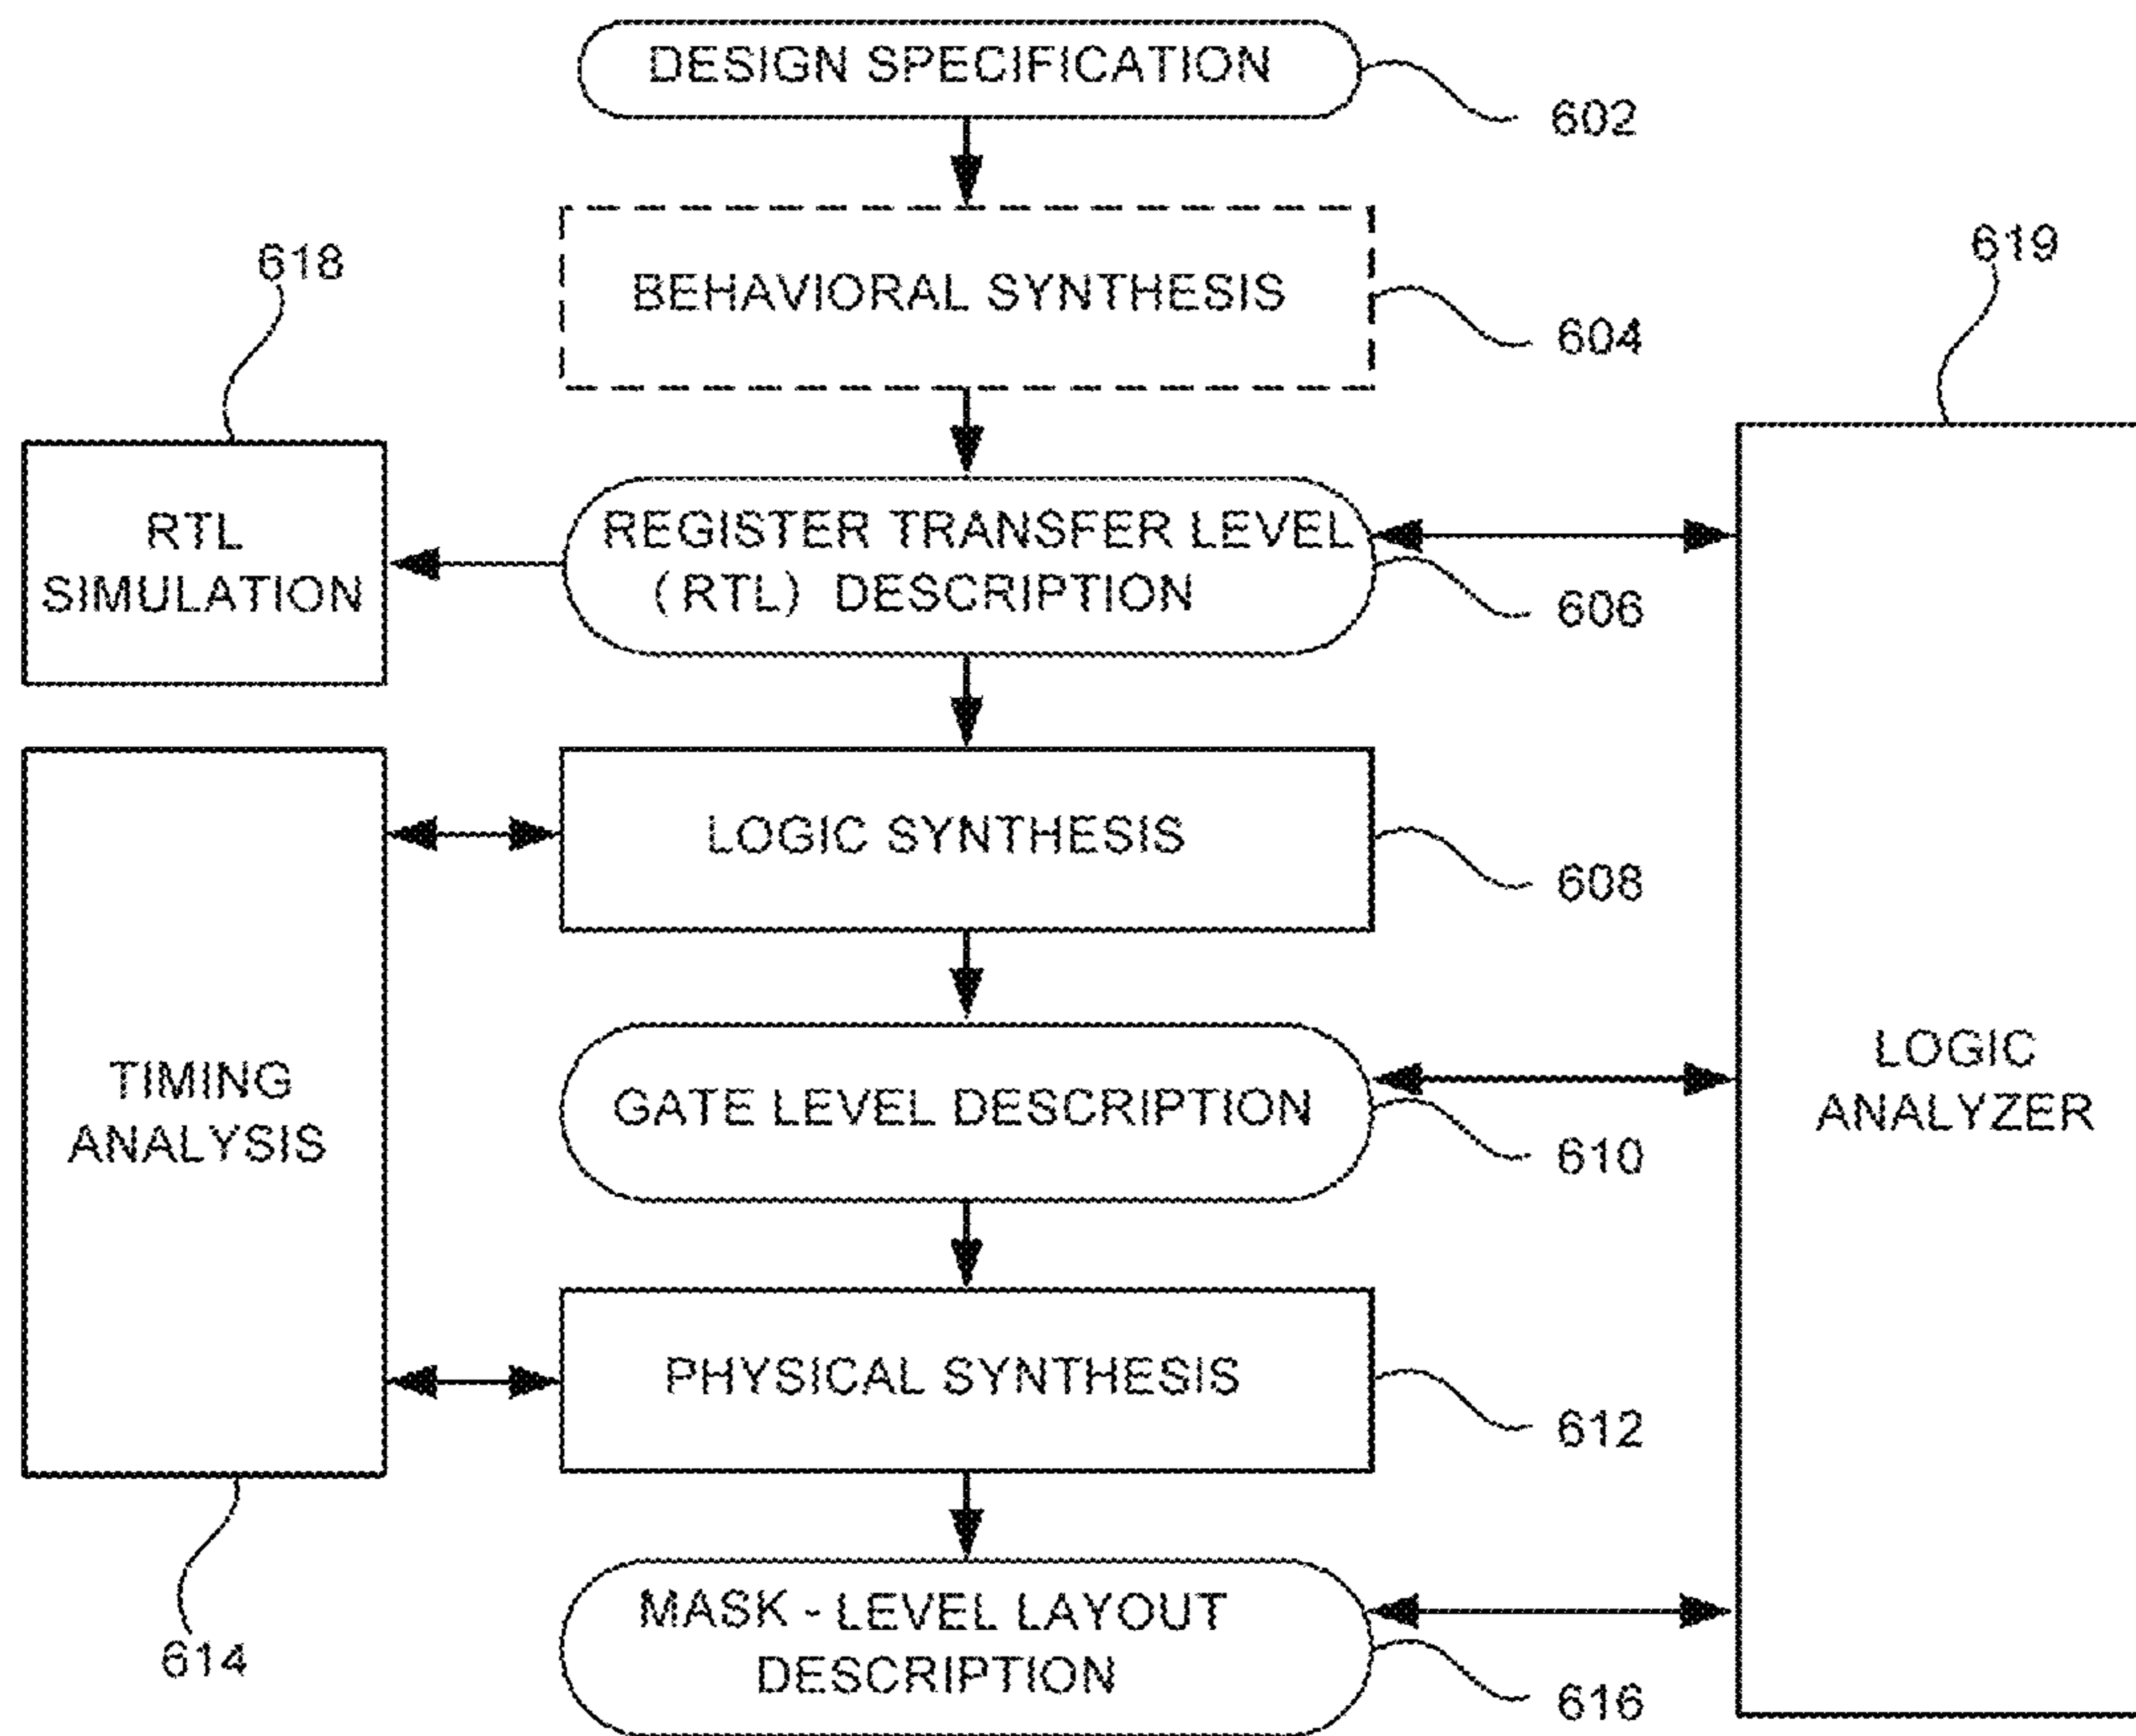 DESIGN SPECIFICATION
602
BEHAVIORAL SYNTHESIS
604
618
619
RTL
SIMULATION
REGISTER TRANSFER LEVEL
( RTL) DESCRIPTION
606
LOGIC SYNTHESIS
608
TIMING
ANALYSIS
GATE LEVEL DESCRIPTION
610
LOGIC
ANALYZER
PHYSICAL SYNTHESIS
612
614
MASK - LEVEL LAYOUT
DESCRIPTION
616